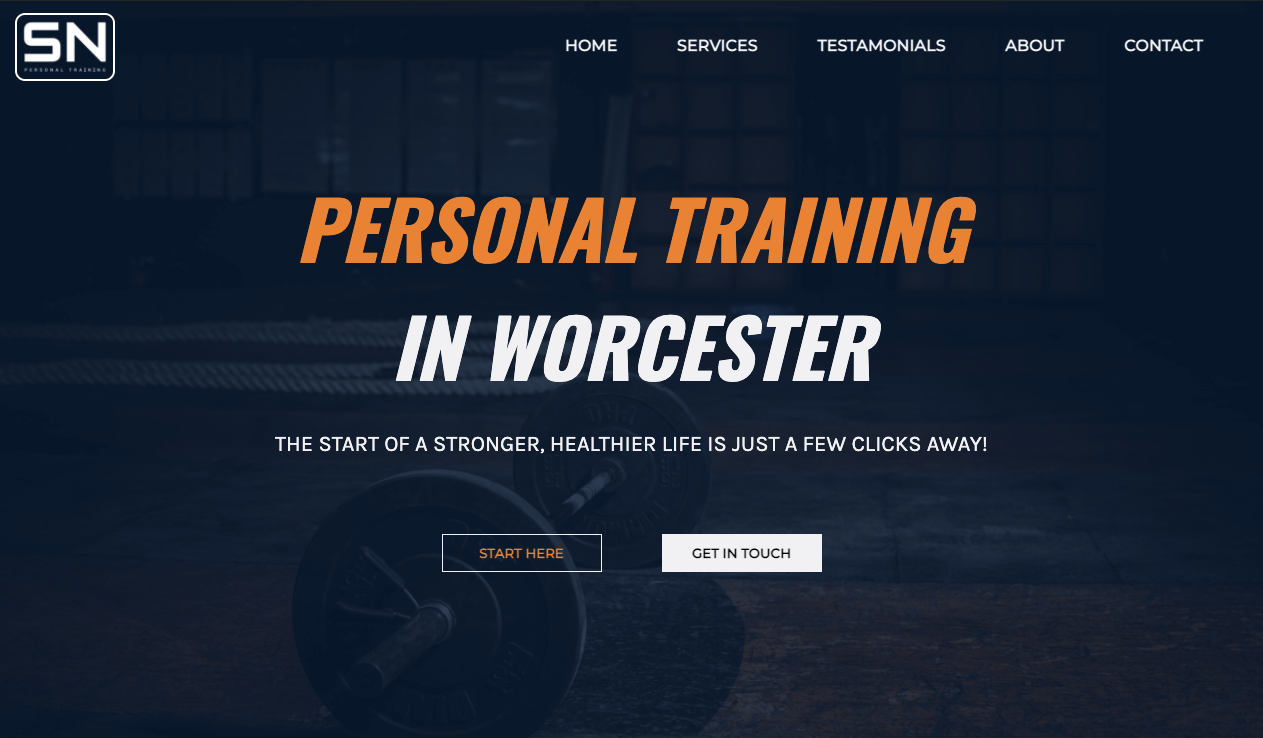 SN
PERSONAL TRAINING
HOME SERVICES TESTAMONIALS ABOUT CONTACT
PERSONAL TRAINING
IN WORCESTER
THE START OF A STRONGER, HEALTHIER LIFE IS JUST A FEW CLICKS AWAY!
START HERE GET IN TOUCH